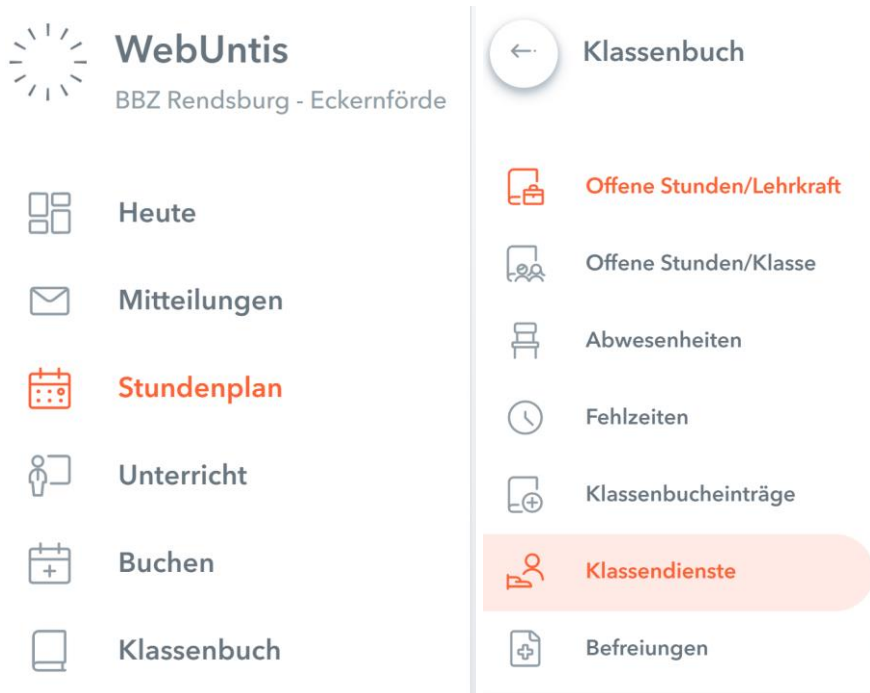 WebUntis
BBZ Rendsburg - Eckernförde
Heute
Mitteilungen
Stundenplan
Unterricht
Buchen
Klassenbuch
Klassenbuch
Offene Stunden/Lehrkraft
Offene Stunden/Klasse
Abwesenheiten
Fehlzeiten
Klassenbucheinträge
Klassendienste
Befreiungen